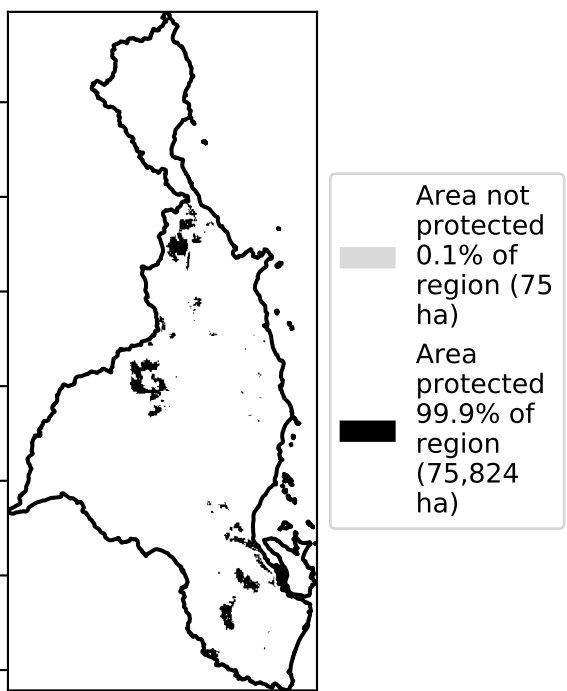 Area not
protected
0.1% of
region (75
ha)
Area
protected
99.9% of
region
(75,824
ha)